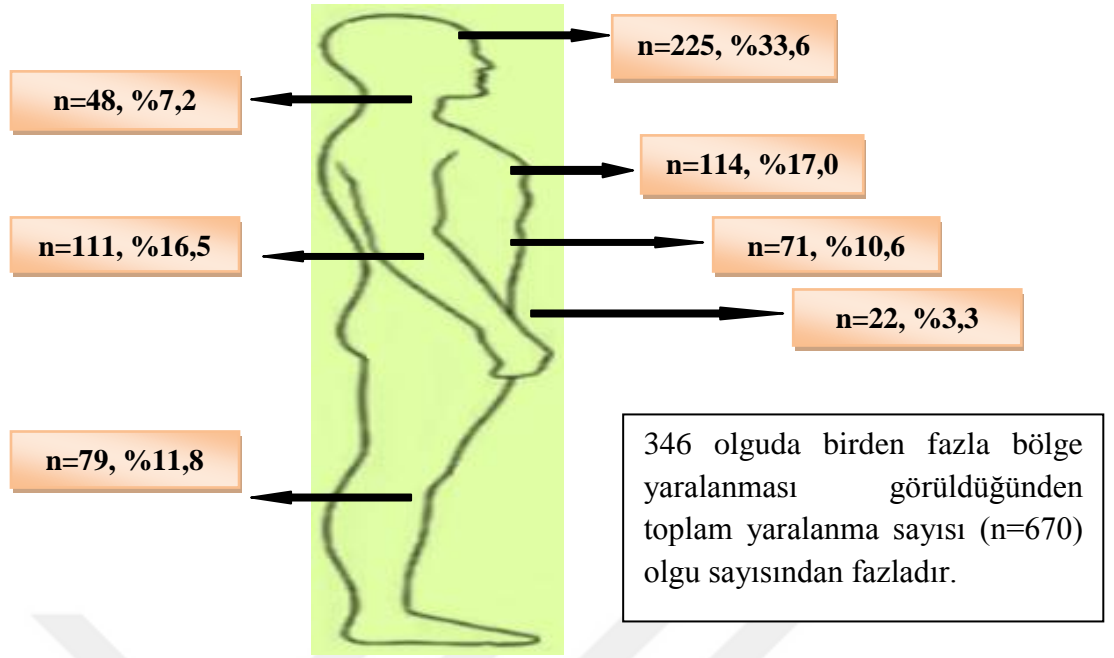 n=225, %33,6
n=48, %7,2
n=114, %17,0
n=111, %16,5
n=71, %10,6
n=22, %3,3
n=79, %11,8
346 olguda birden fazla bölge
yaralanması görüldüğünden
toplam yaralanma sayısı (n=670)
olgu sayısından fazladır.